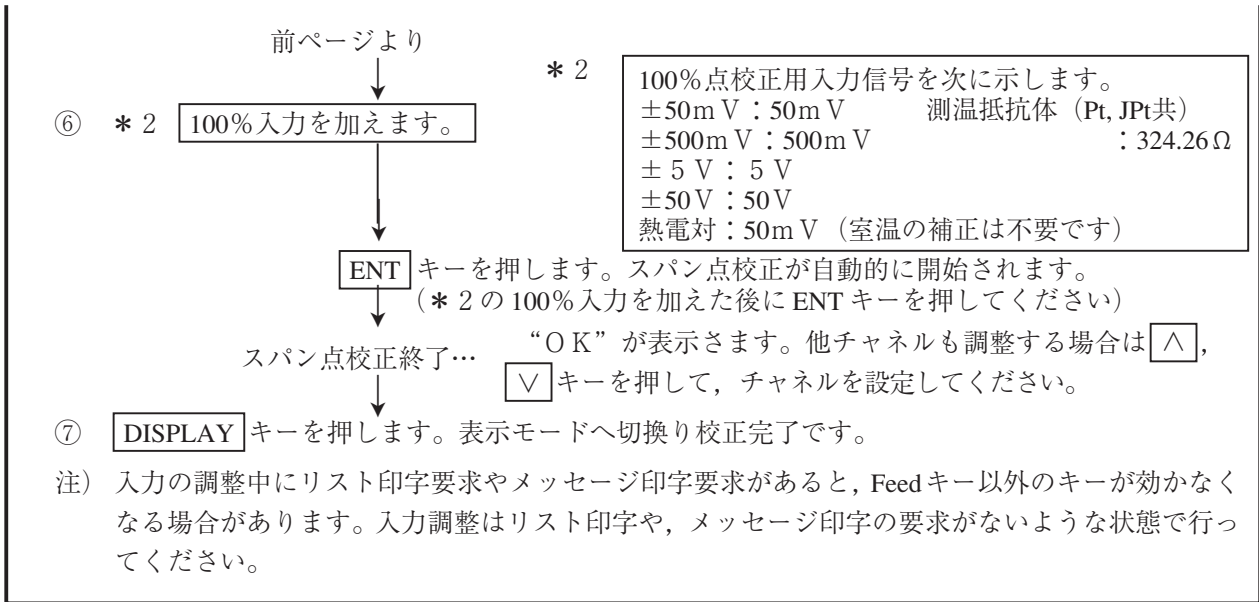 前ページより
⑥ ＊２ 100％入力を加えます。
＊２
100％点校正用入力信号を次に示します。
±50ｍＶ：50ｍＶ 測温抵抗体（Pt, JPt共）
±500ｍＶ：500ｍＶ ：324.26Ω
±５Ｖ：５Ｖ
±50Ｖ：50Ｖ
熱電対：50ｍＶ（室温の補正は不要です）
ENT キーを押します。スパン点校正が自動的に開始されます。
（＊２の100％入力を加えた後にENTキーを押してください）
スパン点校正終了… “ＯＫ”が表示さます。他チャネルも調整する場合は ∧ ，
∨ キーを押して，チャネルを設定してください。
⑦ DISPLAY キーを押します。表示モードへ切換り校正完了です。
注） 入力の調整中にリスト印字要求やメッセージ印字要求があると，Feedキー以外のキーが効かなく
なる場合があります。入力調整はリスト印字や，メッセージ印字の要求がないような状態で行っ
てください。